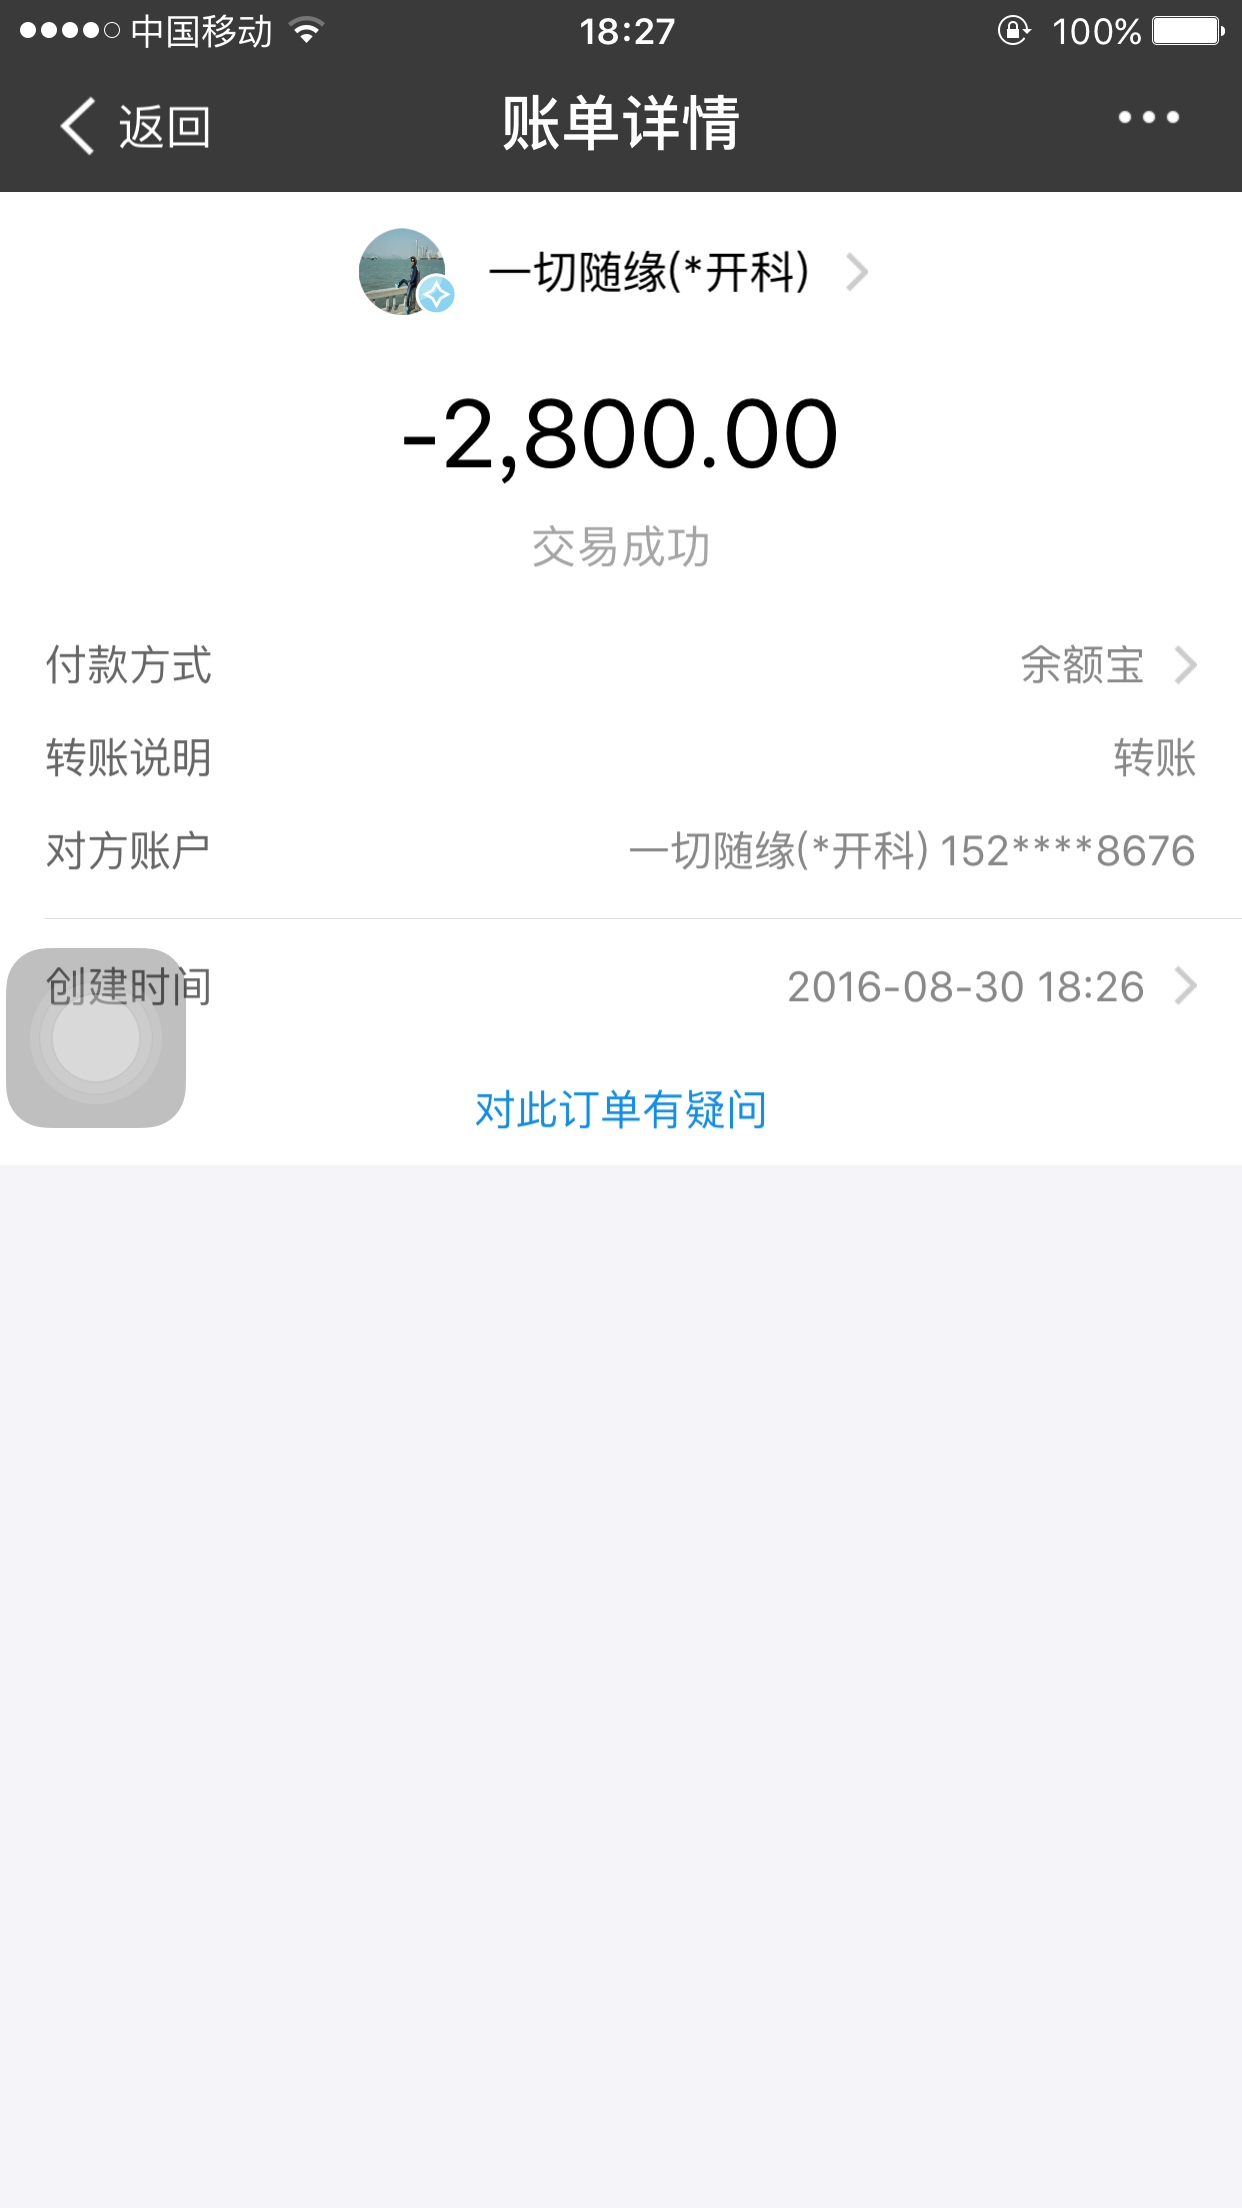 中国移动 18:27 100%
返回 账单详情
一切随缘(*开科)
-2,800.00
交易成功
付款方式 余额宝
转账说明 转账
对方账户 一切随缘(*开科) 152****8676
创建时间 2016-08-30 18:26
对此订单有疑问